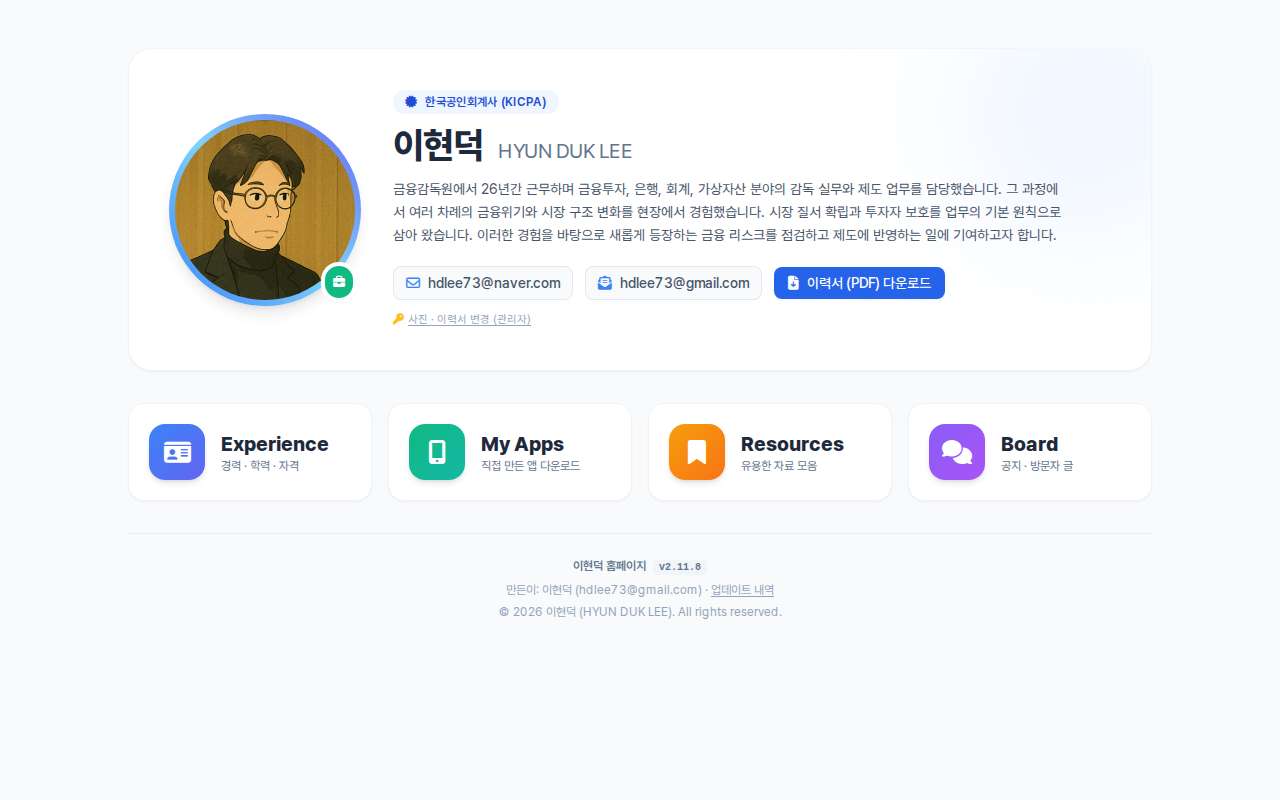 한국공인회계사 (KICPA)
이현덕 HYUN DUK LEE
금융감독원에서 26년간 근무하며 금융투자, 은행, 회계, 가상자산 분야의 감독 실무와 제도 업무를 담당했습니다. 그 과정에
서 여러 차례의 금융위기와 시장 구조 변화를 현장에서 경험했습니다. 시장 질서 확립과 투자자 보호를 업무의 기본 원칙으로
삼아 왔습니다. 이러한 경험을 바탕으로 새롭게 등장하는 금융 리스크를 점검하고 제도에 반영하는 일에 기여하고자 합니다.
hdlee73@naver.com hdlee73@gmail.com 이력서 (PDF) 다운로드
사진 · 이력서 변경 (관리자)
Experience
경력 · 학력 · 자격
My Apps
직접 만든 앱 다운로드
Resources
유용한 자료 모음
Board
공지 · 방문자 글
이현덕 홈페이지 v2.11.8
만든이: 이현덕 (hdlee73@gmail.com) · 업데이트 내역
© 2026 이현덕 (HYUN DUK LEE). All rights reserved.